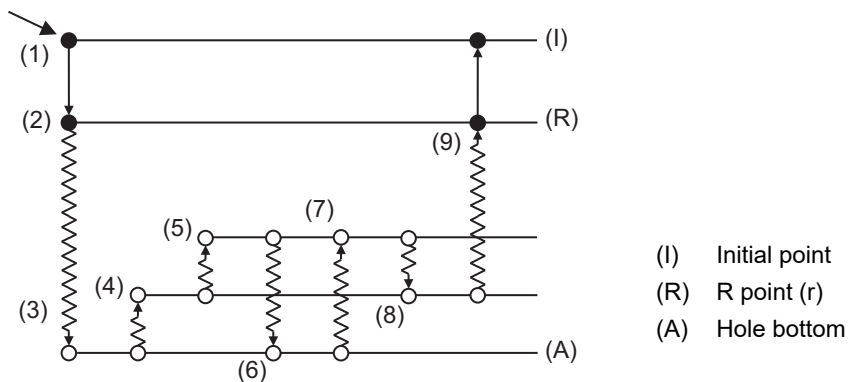 (1)
(I)
(2)
(R)
(9)
(5)
(7)
(4)
(3)
(8)
(6)
(A)
(I) Initial point
(R) R point (r)
(A) Hole bottom